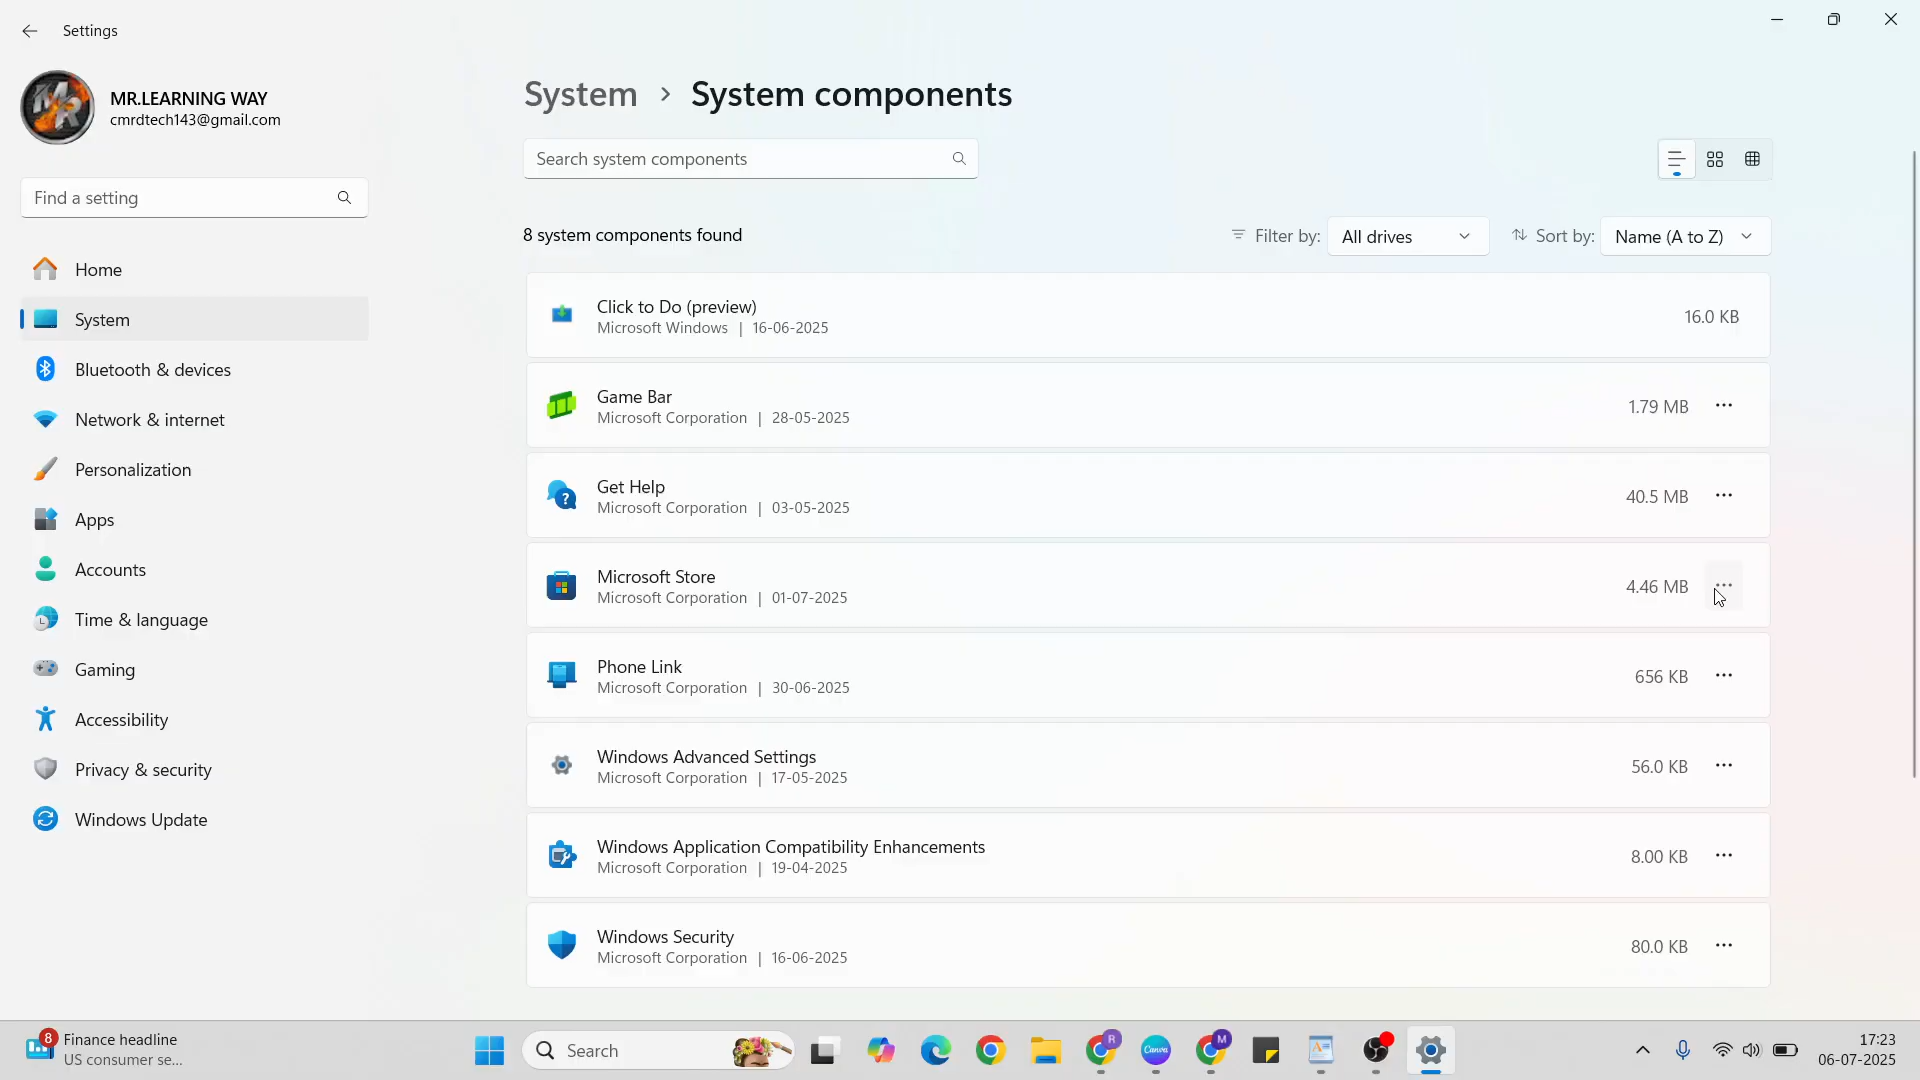 Settings
MR.LEARNING WAY
cmrdtech143@gmail.com
Find a setting
Home
System
Bluetooth & devices
Network & internet
Personalization
Apps
Accounts
Time & language
Gaming
Accessibility
Privacy & security
Windows Update
System > System components
Search system components
8 system components found
Filter by: All drives
Sort by: Name (A to Z)
Click to Do (preview)
Microsoft Windows | 16-06-2025
16.0 KB
Game Bar
Microsoft Corporation | 28-05-2025
1.79 MB
Get Help
Microsoft Corporation | 03-05-2025
40.5 MB
Microsoft Store
Microsoft Corporation | 01-07-2025
4.46 MB
Phone Link
Microsoft Corporation | 30-06-2025
656 KB
Windows Advanced Settings
Microsoft Corporation | 17-05-2025
56.0 KB
Windows Application Compatibility Enhancements
Microsoft Corporation | 19-04-2025
8.00 KB
Windows Security
Microsoft Corporation | 16-06-2025
80.0 KB
8
Finance headline
US consumer se...
Search
R
Canva
M
17:23
06-07-2025